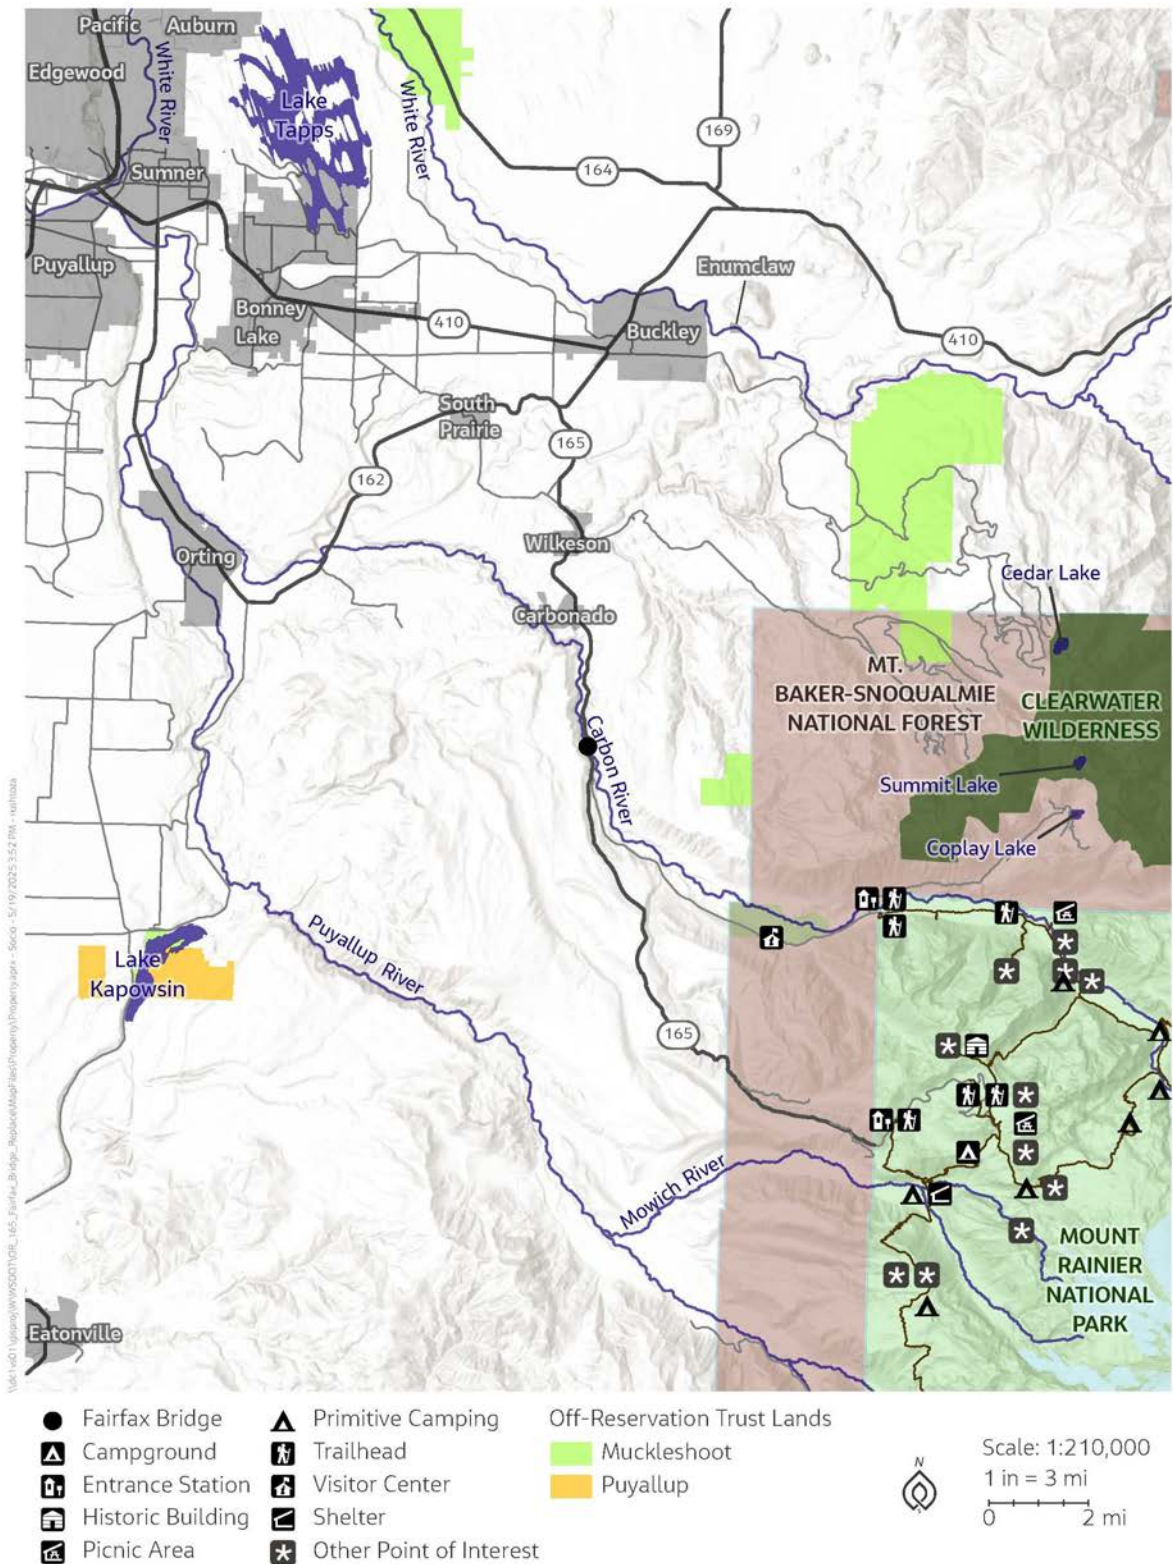 Pacific
Auburn
Edgewood
White River
Lake
Tapps
White River
169
164
Sumner
Puyallup
Enumclaw
Bonney
Lake
410
Buckley
410
South
Prairie
165
162
Wilkeson
Orting
Cedar Lake
Carbonado
MT.
BAKER-SNOQUALMIE
NATIONAL FOREST
CLEARWATER
WILDERNESS
Carbon River
Summit Lake
Coplay Lake
Puyallup River
Lake
Kapowsin
165
Mowich River
MOUNT
RAINIER
NATIONAL
PARK
Eatonville
Fairfax Bridge
Campground
Entrance Station
Historic Building
Picnic Area
Primitive Camping
Trailhead
Visitor Center
Shelter
Other Point of Interest
Off-Reservation Trust Lands
Muckleshoot
Puyallup
N
Scale: 1:210,000
1 in = 3 mi
0 2 mi